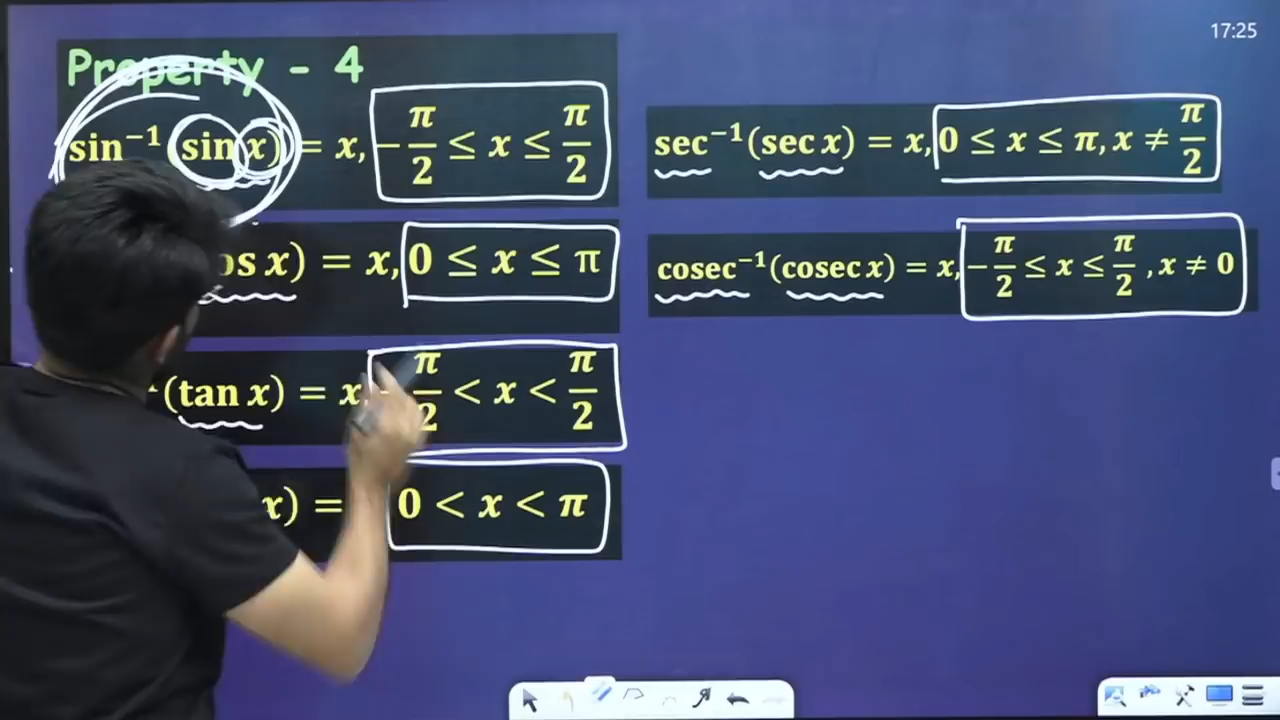 17:25
Property - 4
sin⁻¹ (sin x) = x, -π/2 ≤ x ≤ π/2
os x) = x, 0 ≤ x ≤ π
(tan x) = x, π/2 < x < π/2
x) = 0 < x < π
sec⁻¹(sec x) = x, 0 ≤ x ≤ π, x ≠ π/2
cosec⁻¹(cosec x) = x, -π/2 ≤ x ≤ π/2 , x ≠ 0